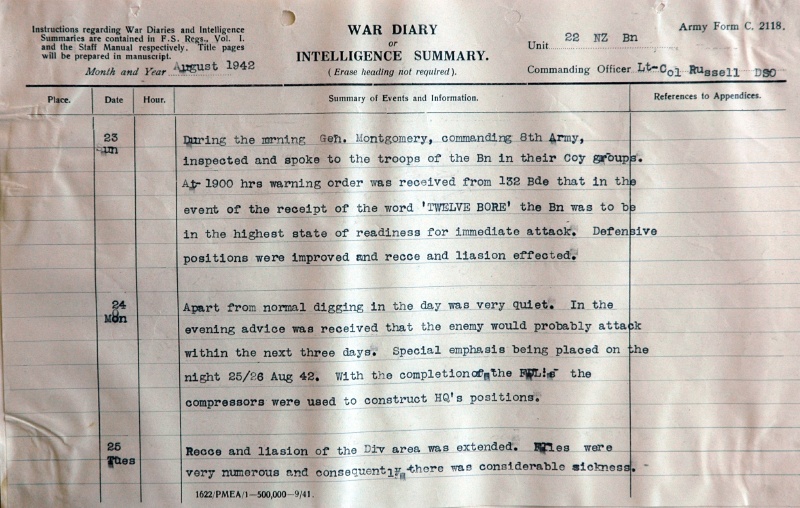 Instructions regarding War Diaries and Intelligence
Summaries are contained in F.S. Regs., Vol. I.
and the Staff Manual respectively. Title pages
will be prepared in manuscript.
Month and Year August 1942
WAR DIARY
or
INTELLIGENCE SUMMARY.
(Erase heading not required).
Army Form C. 2118.
Unit 22 NZ Bn
Commanding Officer Lt-Col Russell DSO
Place. Date Hour. Summary of Events and Information. References to Appendices.
23
Sun
During the mrning Gen. Montgomery, commanding 8th Army,
inspected and spoke to the troops of the Bn in their Coy groups.
At 1900 hrs warning order was received from 132 Bde that in the
event of the receipt of the word 'TWELVE BORE' the Bn was to be
in the highest state of readiness for immediate attack. Defensive
positions were improved and recce and liasion effected.
24
Mon
Apart from normal digging in the day was very quiet. In the
evening advice was received that the enemy would probably attack
within the next three days. Special emphasis being placed on the
night 25/26 Aug 42. With the completion of the the
compressors were used to construct HQ's positions.
25
Tues
Recce and liasion of the Div area was extended. Flies were
very numerous and consequently there was considerable sickness.
1622/PMEA/1—500,000—9/41.